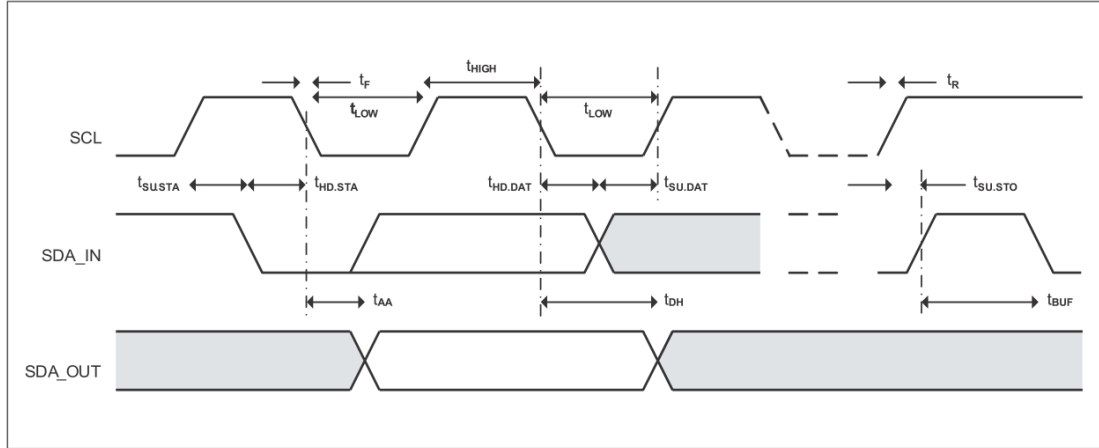 tHIGH
tF
tR
tLOW
tLOW
SCL
tSU.STA
tHD.STA
tHD.DAT
tSU.DAT
tSU.STO
SDA_IN
tAA
tDH
tBUF
SDA_OUT